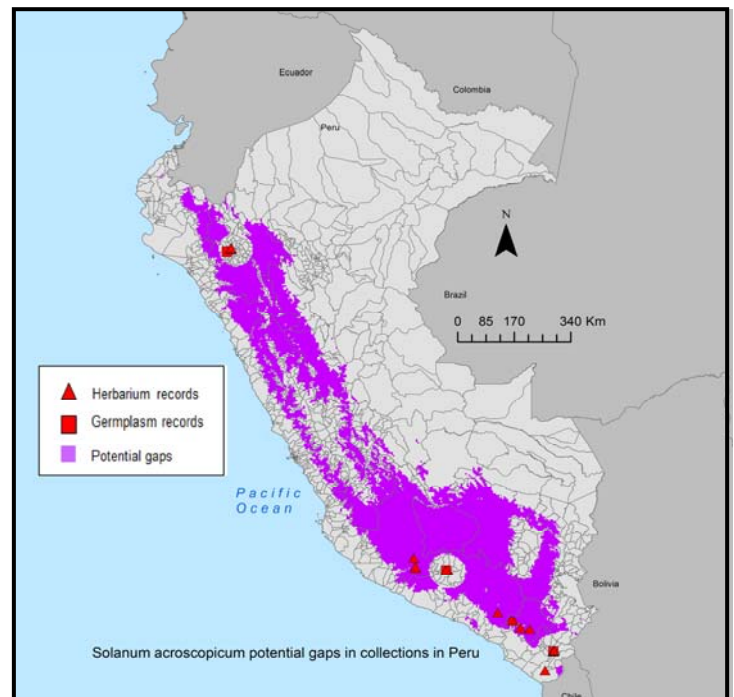 Ecuador
Colombia
Peru
N
Brazil
0 85 170 340 Km
Herbarium records
Germplasm records
Potential gaps
Pacific
Ocean
Bolivia
Solanum acroscopicum potential gaps in collections in Peru
Chile